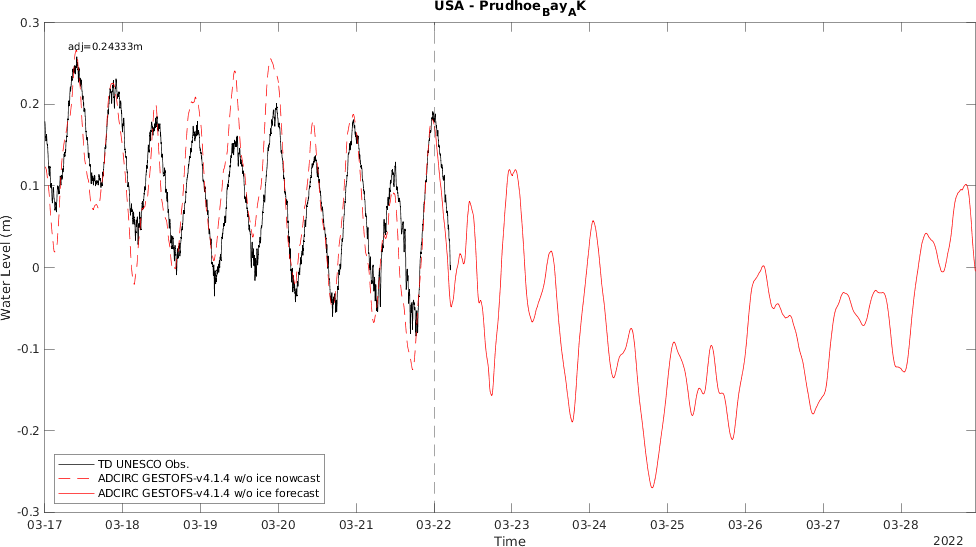 USA - Prudhoe_Bay_AK
0.3
adj=0.24333m
0.2
0.1
0
-0.1
-0.2
-0.3
Water Level (m)
TD UNESCO Obs.
ADCIRC GESTOFS-v4.1.4 w/o ice nowcast
ADCIRC GESTOFS-v4.1.4 w/o ice forecast
03-17 03-18 03-19 03-20 03-21 03-22 03-23 03-24 03-25 03-26 03-27 03-28
Time
2022